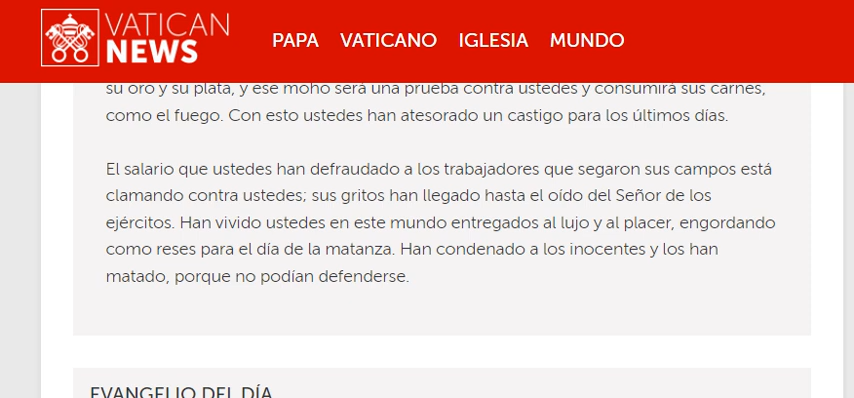 VATICAN
NEWS
PAPA VATICANO IGLESIA MUNDO
su oro y su plata, y ese moho será una prueba contra ustedes y consumirá sus carnes,
como el fuego. Con esto ustedes han atesorado un castigo para los últimos días.
El salario que ustedes han defraudado a los trabajadores que segaron sus campos está
clamando contra ustedes; sus gritos han llegado hasta el oído del Señor de los
ejércitos. Han vivido ustedes en este mundo entregados al lujo y al placer, engordando
como reses para el día de la matanza. Han condenado a los inocentes y los han
matado, porque no podían defenderse.
EVANGELIO DEL DÍA